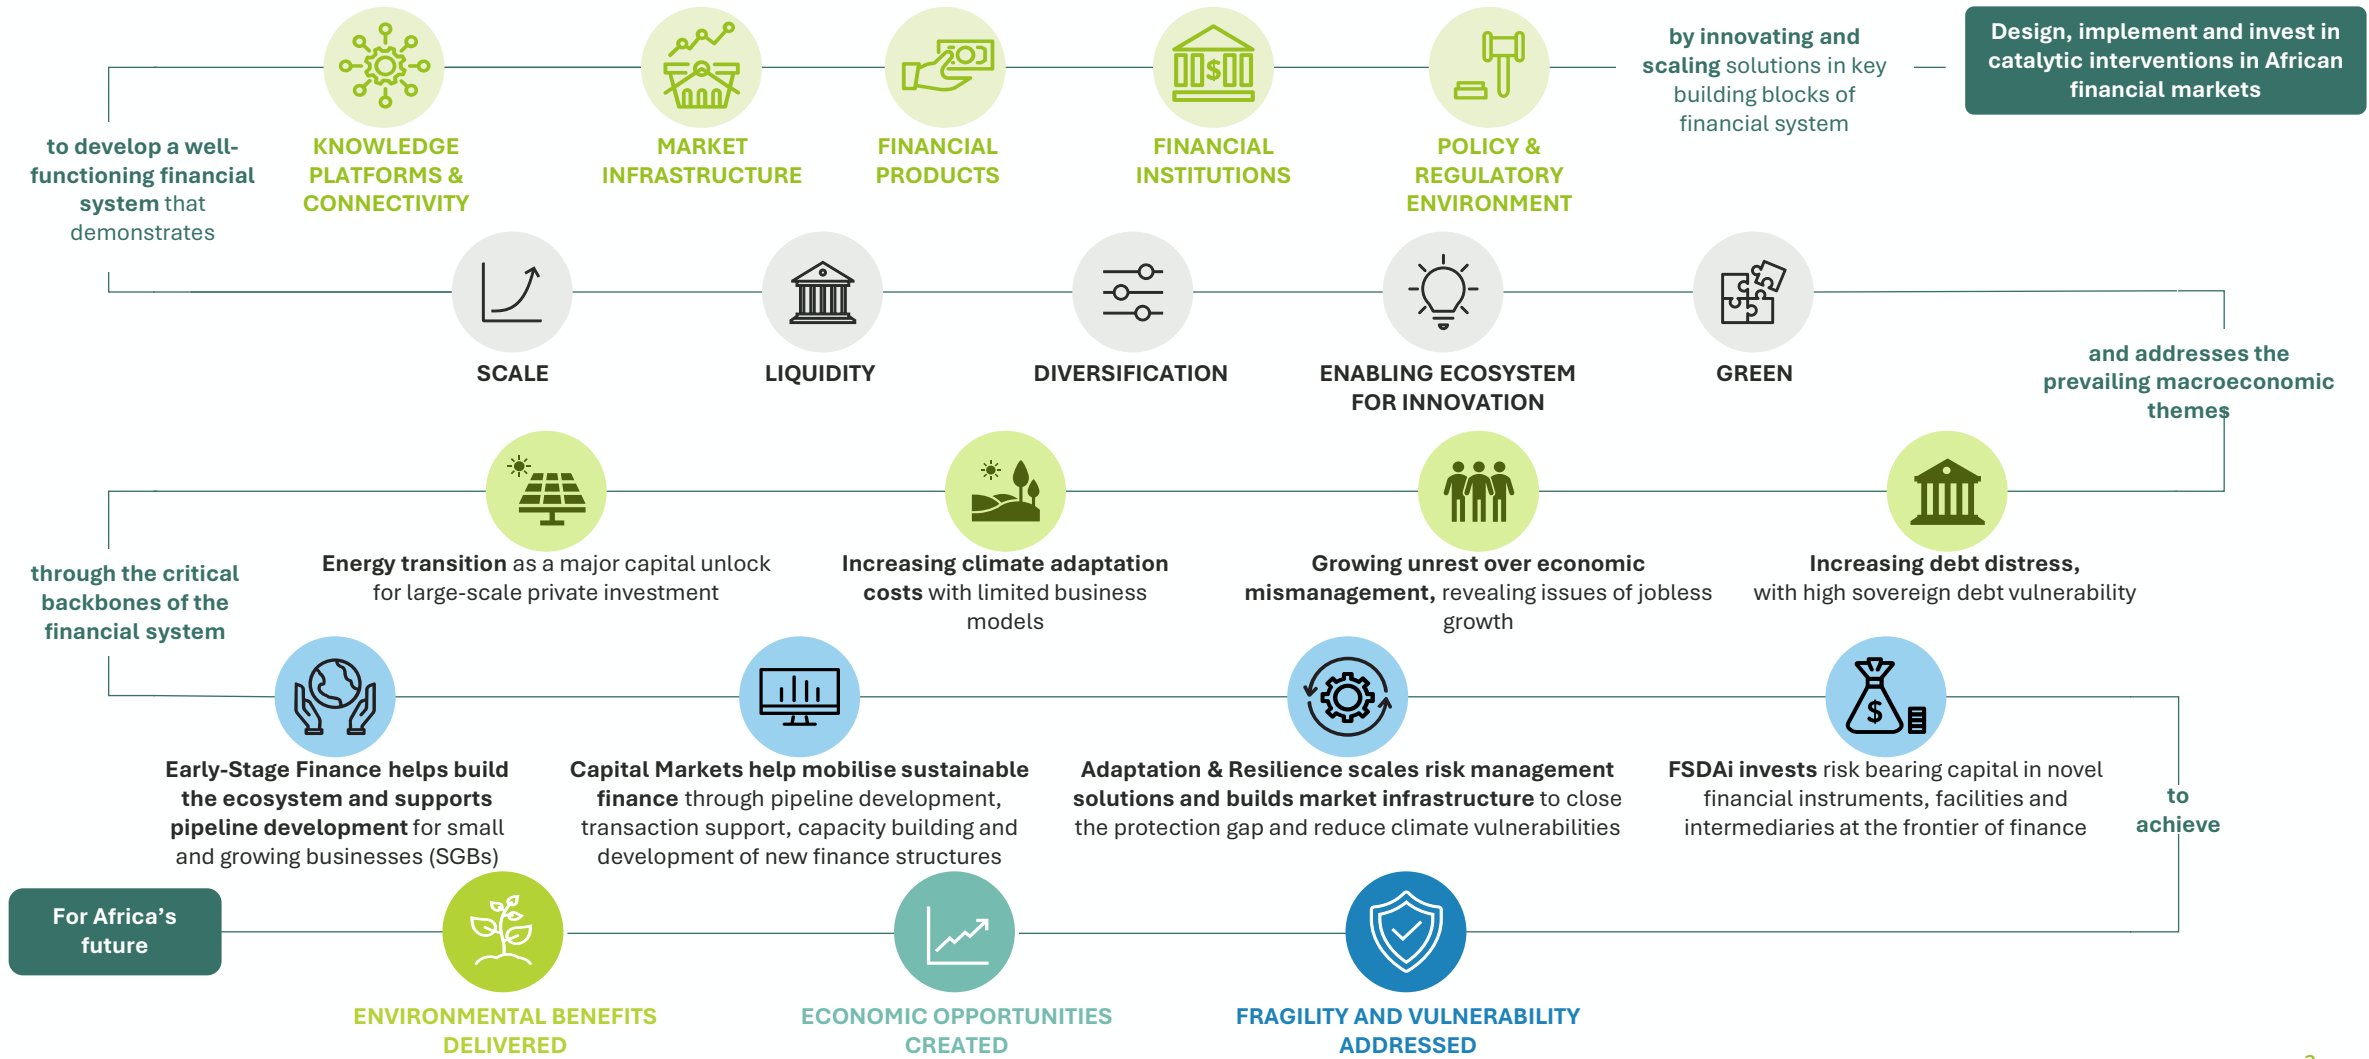 Design, implement and invest in
catalytic interventions in African
financial markets
by innovating and
scaling solutions in key
building blocks of
financial system
POLICY &
REGULATORY
ENVIRONMENT
FINANCIAL
INSTITUTIONS
FINANCIAL
PRODUCTS
MARKET
INFRASTRUCTURE
KNOWLEDGE
PLATFORMS &
CONNECTIVITY
to develop a well-
functioning financial
system that
demonstrates
SCALE
LIQUIDITY
DIVERSIFICATION
ENABLING ECOSYSTEM
FOR INNOVATION
GREEN
and addresses the
prevailing macroeconomic
themes
Increasing debt distress,
with high sovereign debt vulnerability
Growing unrest over economic
mismanagement, revealing issues of jobless
growth
Increasing climate adaptation
costs with limited business
models
Energy transition as a major capital unlock
for large-scale private investment
through the critical
backbones of the
financial system
Early-Stage Finance helps build
the ecosystem and supports
pipeline development for small
and growing businesses (SGBs)
Capital Markets help mobilise sustainable
finance through pipeline development,
transaction support, capacity building and
development of new finance structures
Adaptation & Resilience scales risk management
solutions and builds market infrastructure to close
the protection gap and reduce climate vulnerabilities
$
FSDAi invests risk bearing capital in novel
financial instruments, facilities and
intermediaries at the frontier of finance
to
achieve
FRAGILITY AND VULNERABILITY
ADDRESSED
ECONOMIC OPPORTUNITIES
CREATED
ENVIRONMENTAL BENEFITS
DELIVERED
For Africa's
future